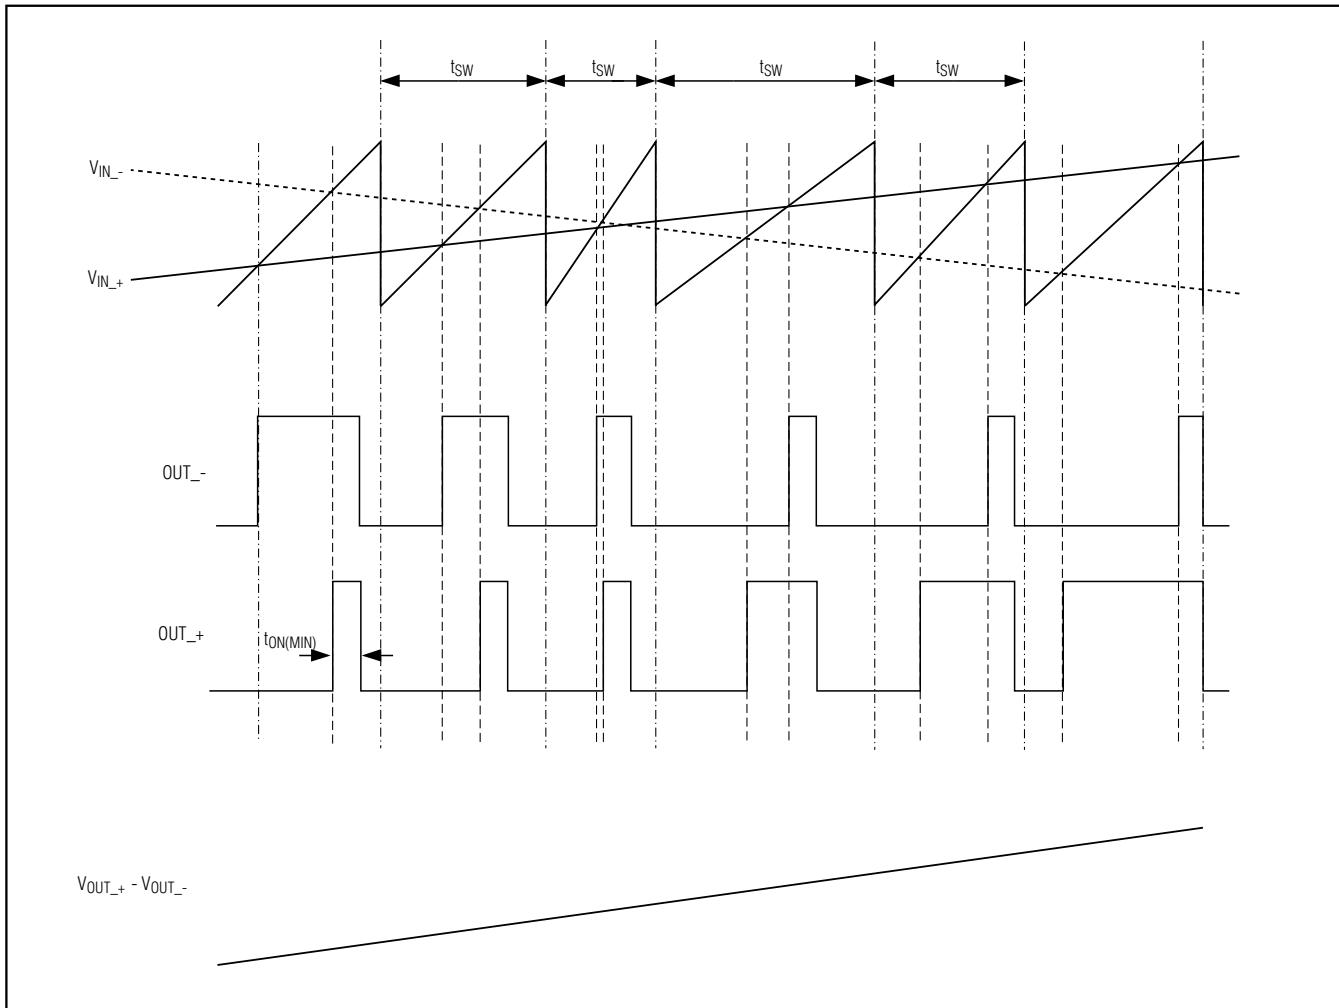 tSW tSW tSW tSW
VIN_-
VIN_+
OUT_-
OUT_+
tON(MIN)
VOUT_+ - VOUT_-